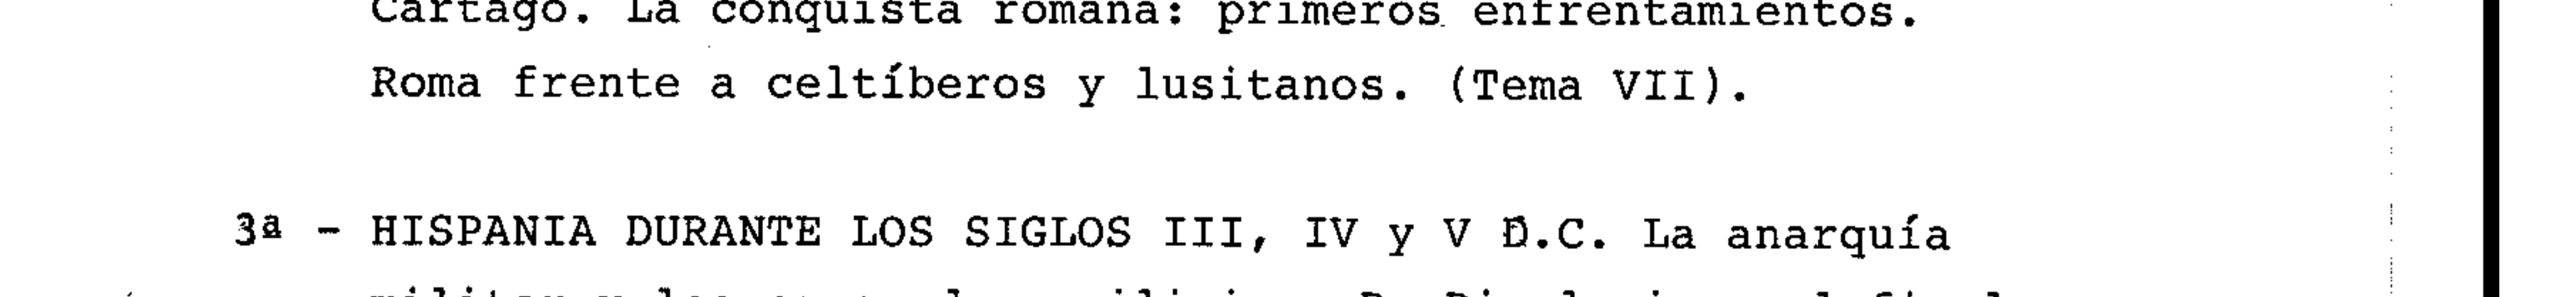 Cartago. La conquista romana: primeros enfrentamientos.
Roma frente a celtíberos y lusitanos. (Tema VII).
3ª - HISPANIA DURANTE LOS SIGLOS III, IV y V D.C. La anarquía